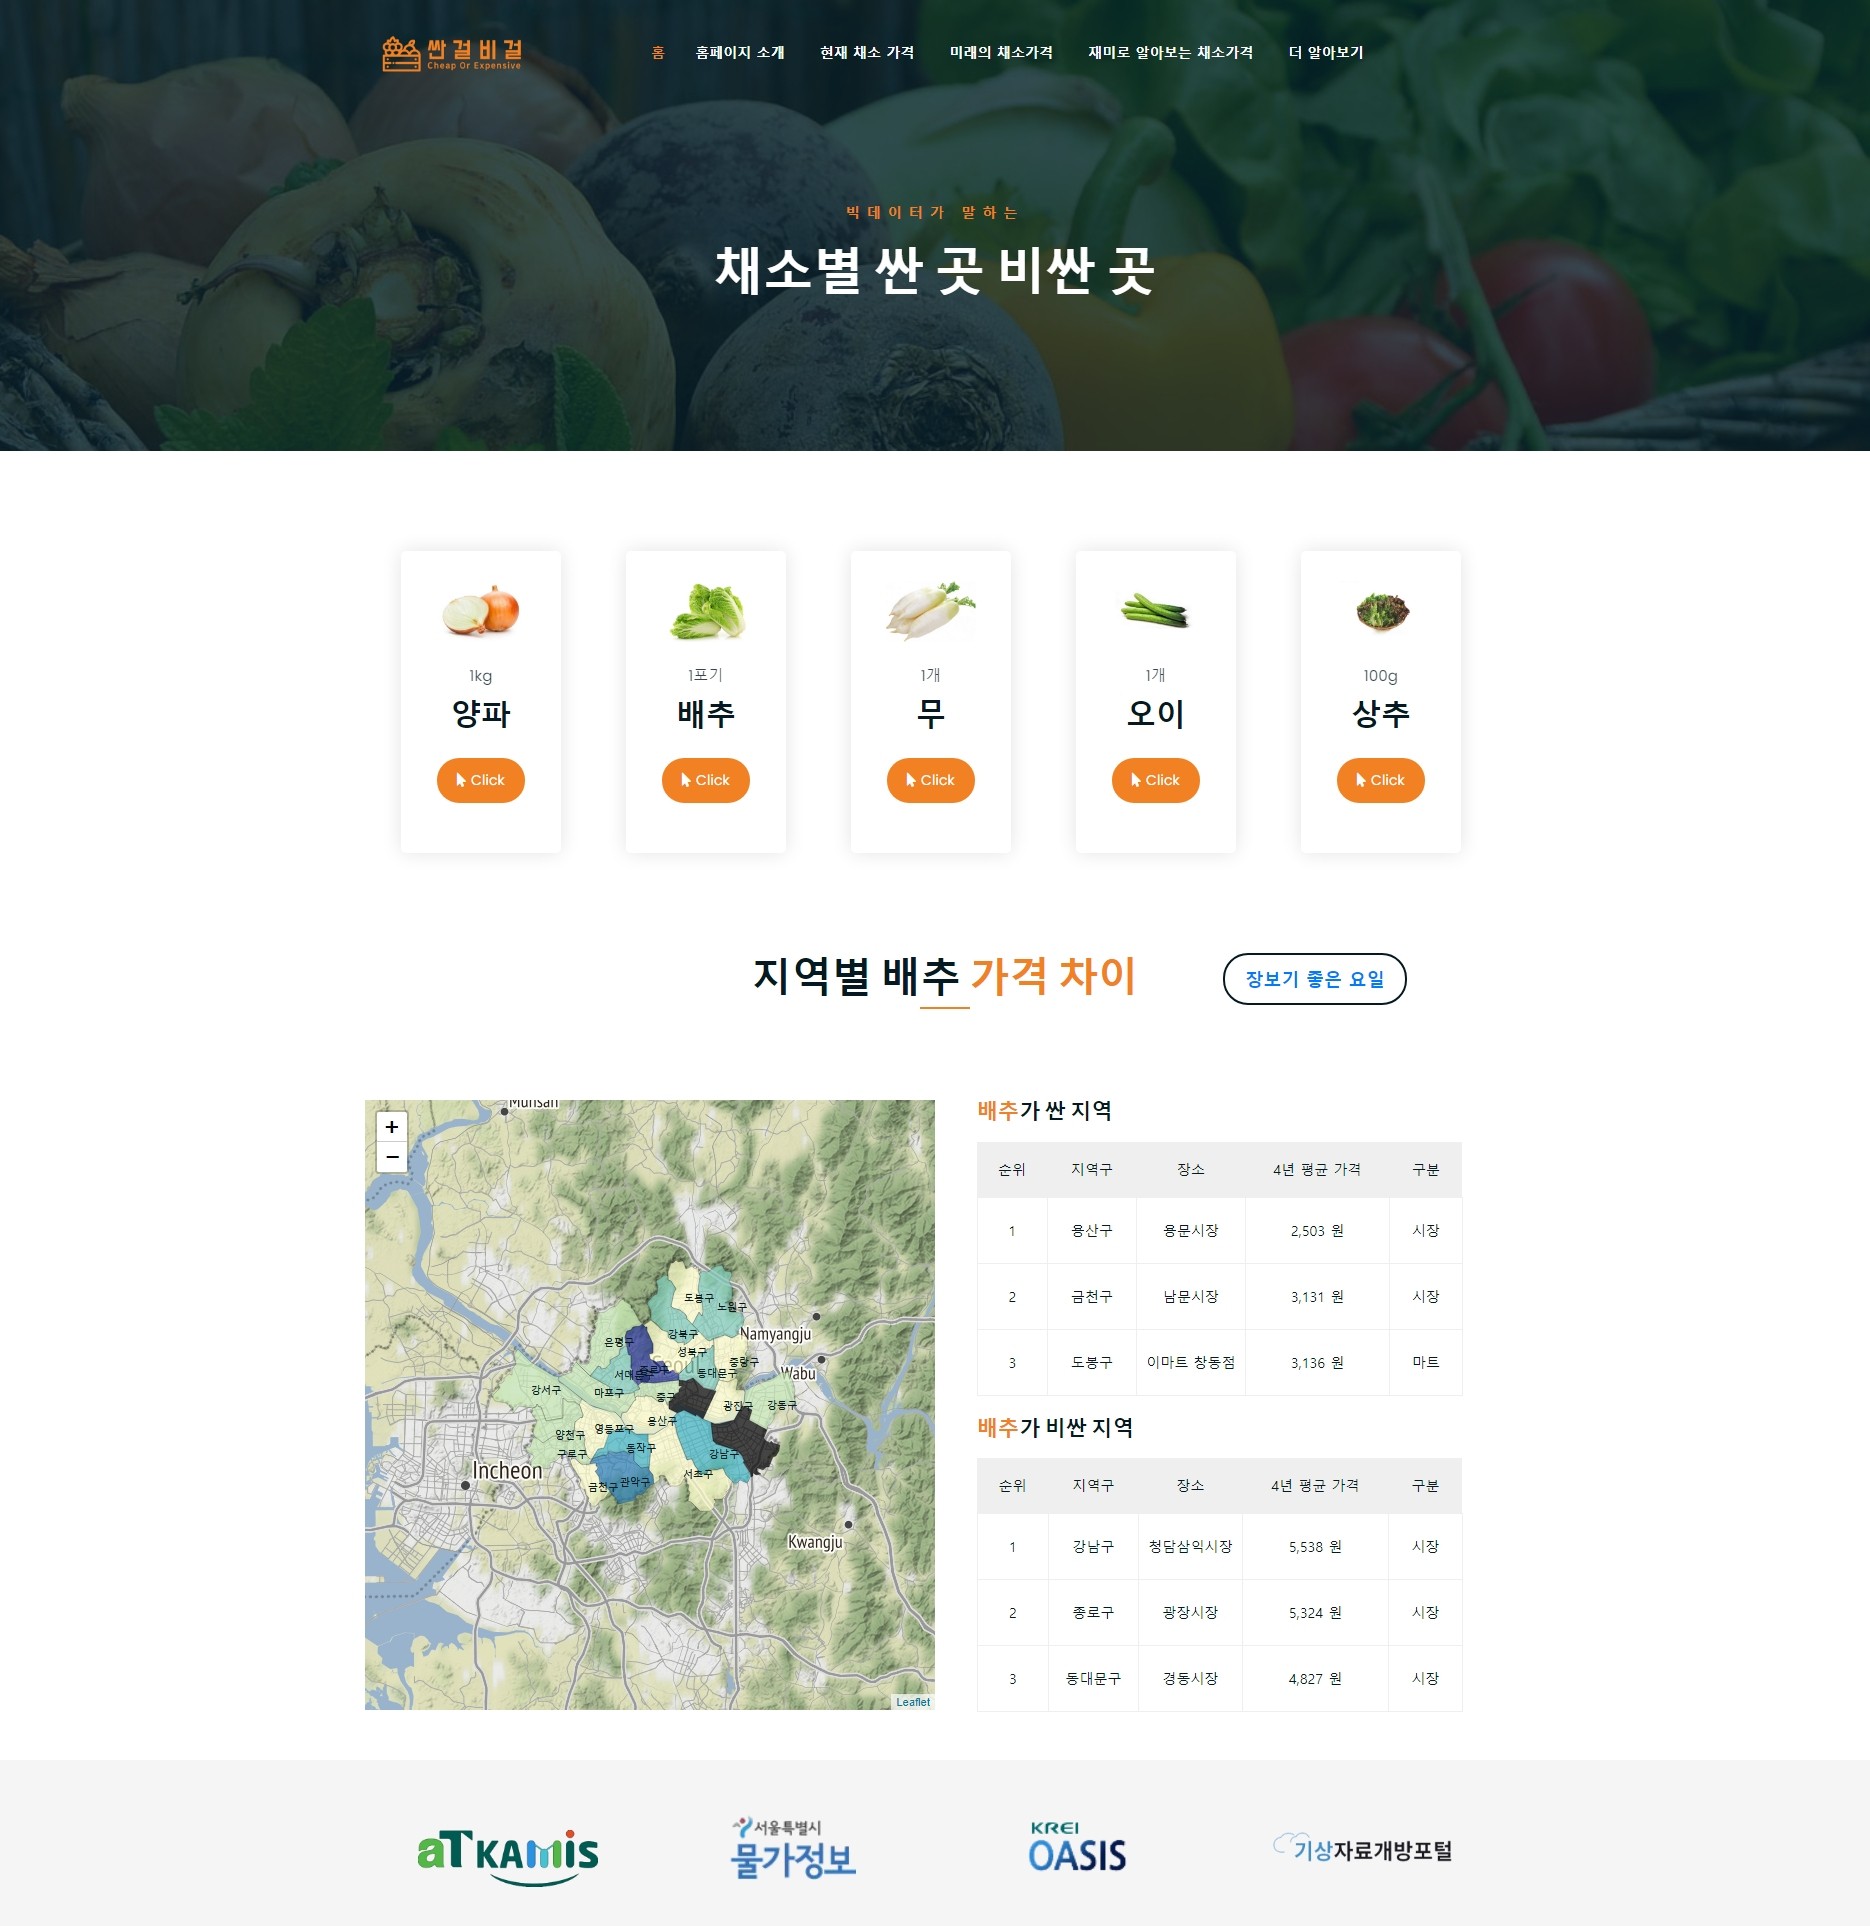 싼걸비걸
Cheap Or Expensive
홈 홈페이지 소개 현재 채소 가격 미래의 채소가격 재미로 알아보는 채소가격 더 알아보기
빅데이터가 말하는
채소별 싼 곳 비싼 곳
1kg 1포기 1개 1개 100g
양파 배추 무 오이 상추
Click Click Click Click Click
지역별 배추 가격 차이
장보기 좋은 요일
+
−
Munsan
도봉구
노원구
강북구
은평구
Namyangju
성북구
중랑구
Seoul
종로구
서대문구
동대문구
Wabu
강서구
마포구
중구
광진구
강동구
용산구
영등포구
양천구
동작구
구로구
강남구
Incheon
서초구
관악구
금천구
Kwangju
Leaflet
배추가 싼 지역
순위 지역구 장소 4년 평균 가격 구분
1 용산구 용문시장 2,503 원 시장
2 금천구 남문시장 3,131 원 시장
3 도봉구 이마트 창동점 3,136 원 마트
배추가 비싼 지역
순위 지역구 장소 4년 평균 가격 구분
1 강남구 청담삼익시장 5,538 원 시장
2 종로구 광장시장 5,324 원 시장
3 동대문구 경동시장 4,827 원 시장
aT KAMIS
서울특별시
물가정보
KREI
OASIS
기상자료개방포털